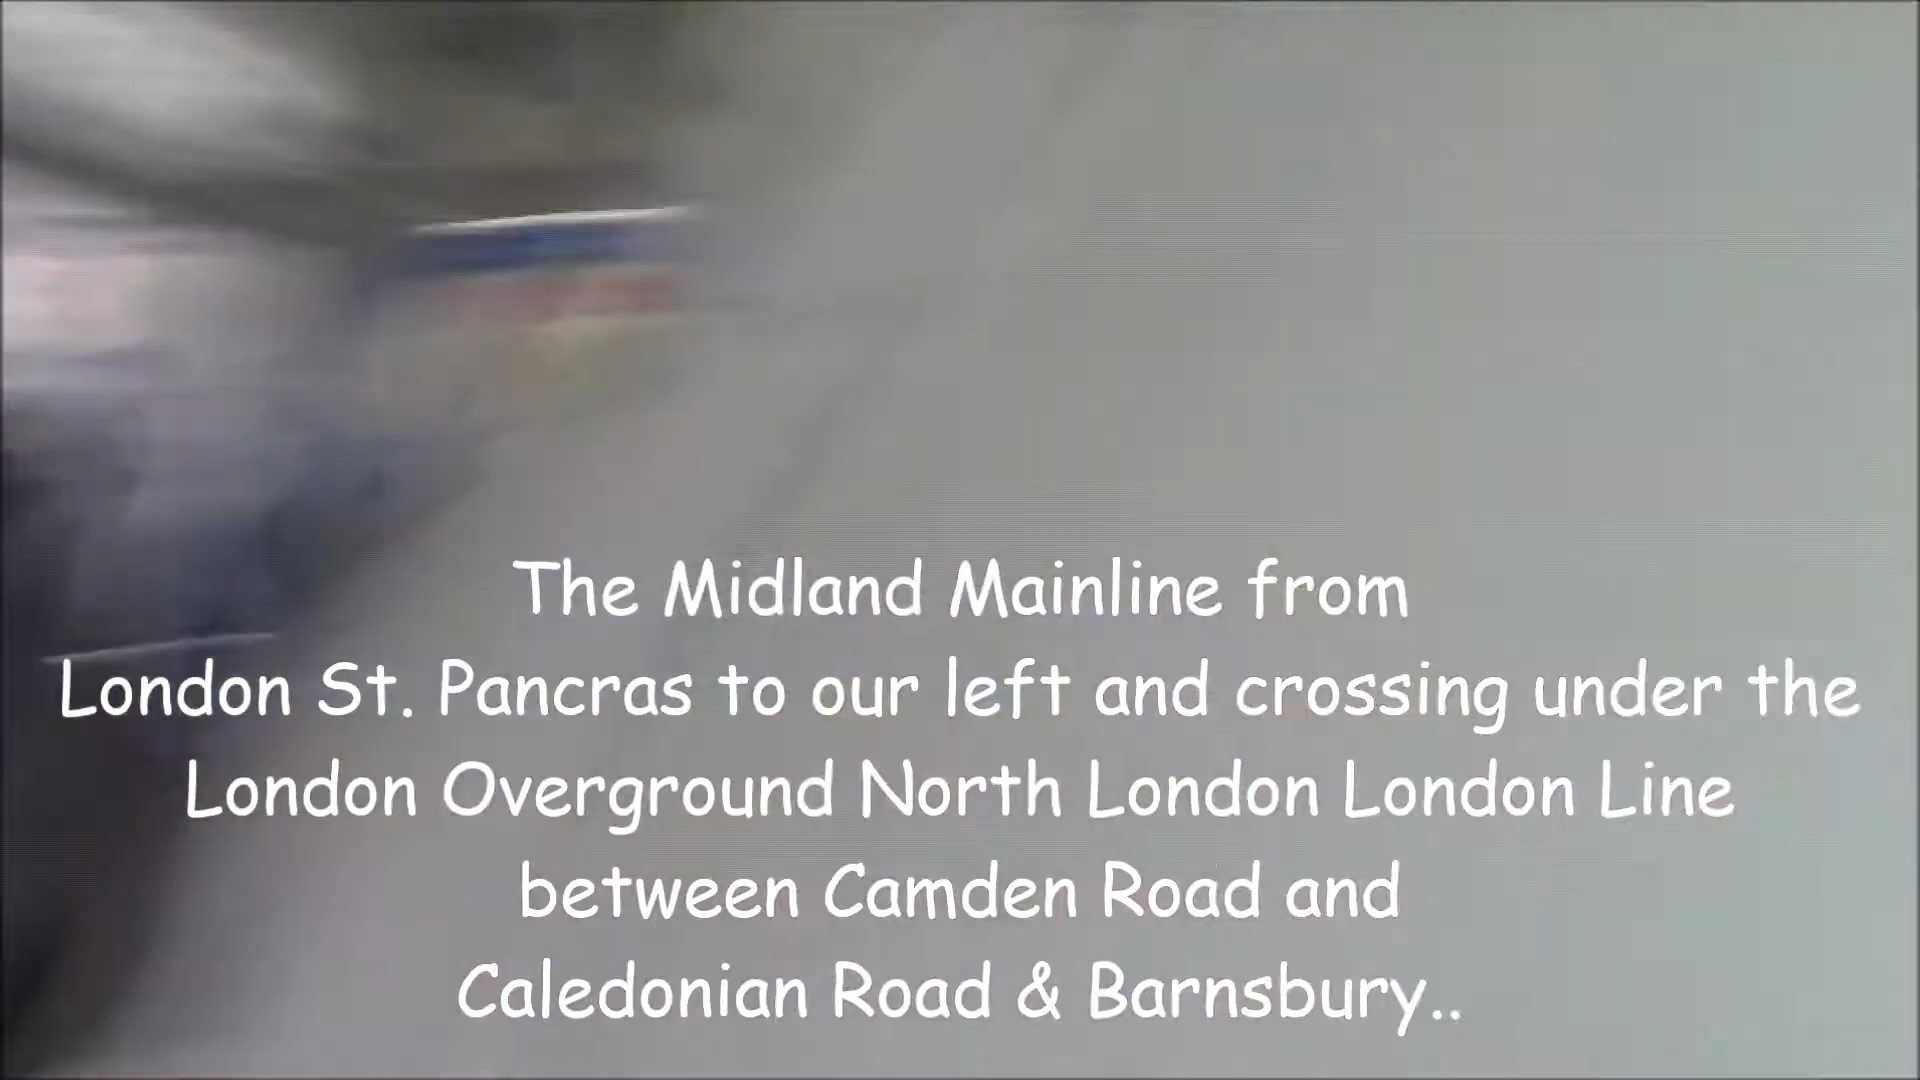 The Midland Mainline from
London St. Pancras to our left and crossing under the
London Overground North London London Line
between Camden Road and
Caledonian Road & Barnsbury..